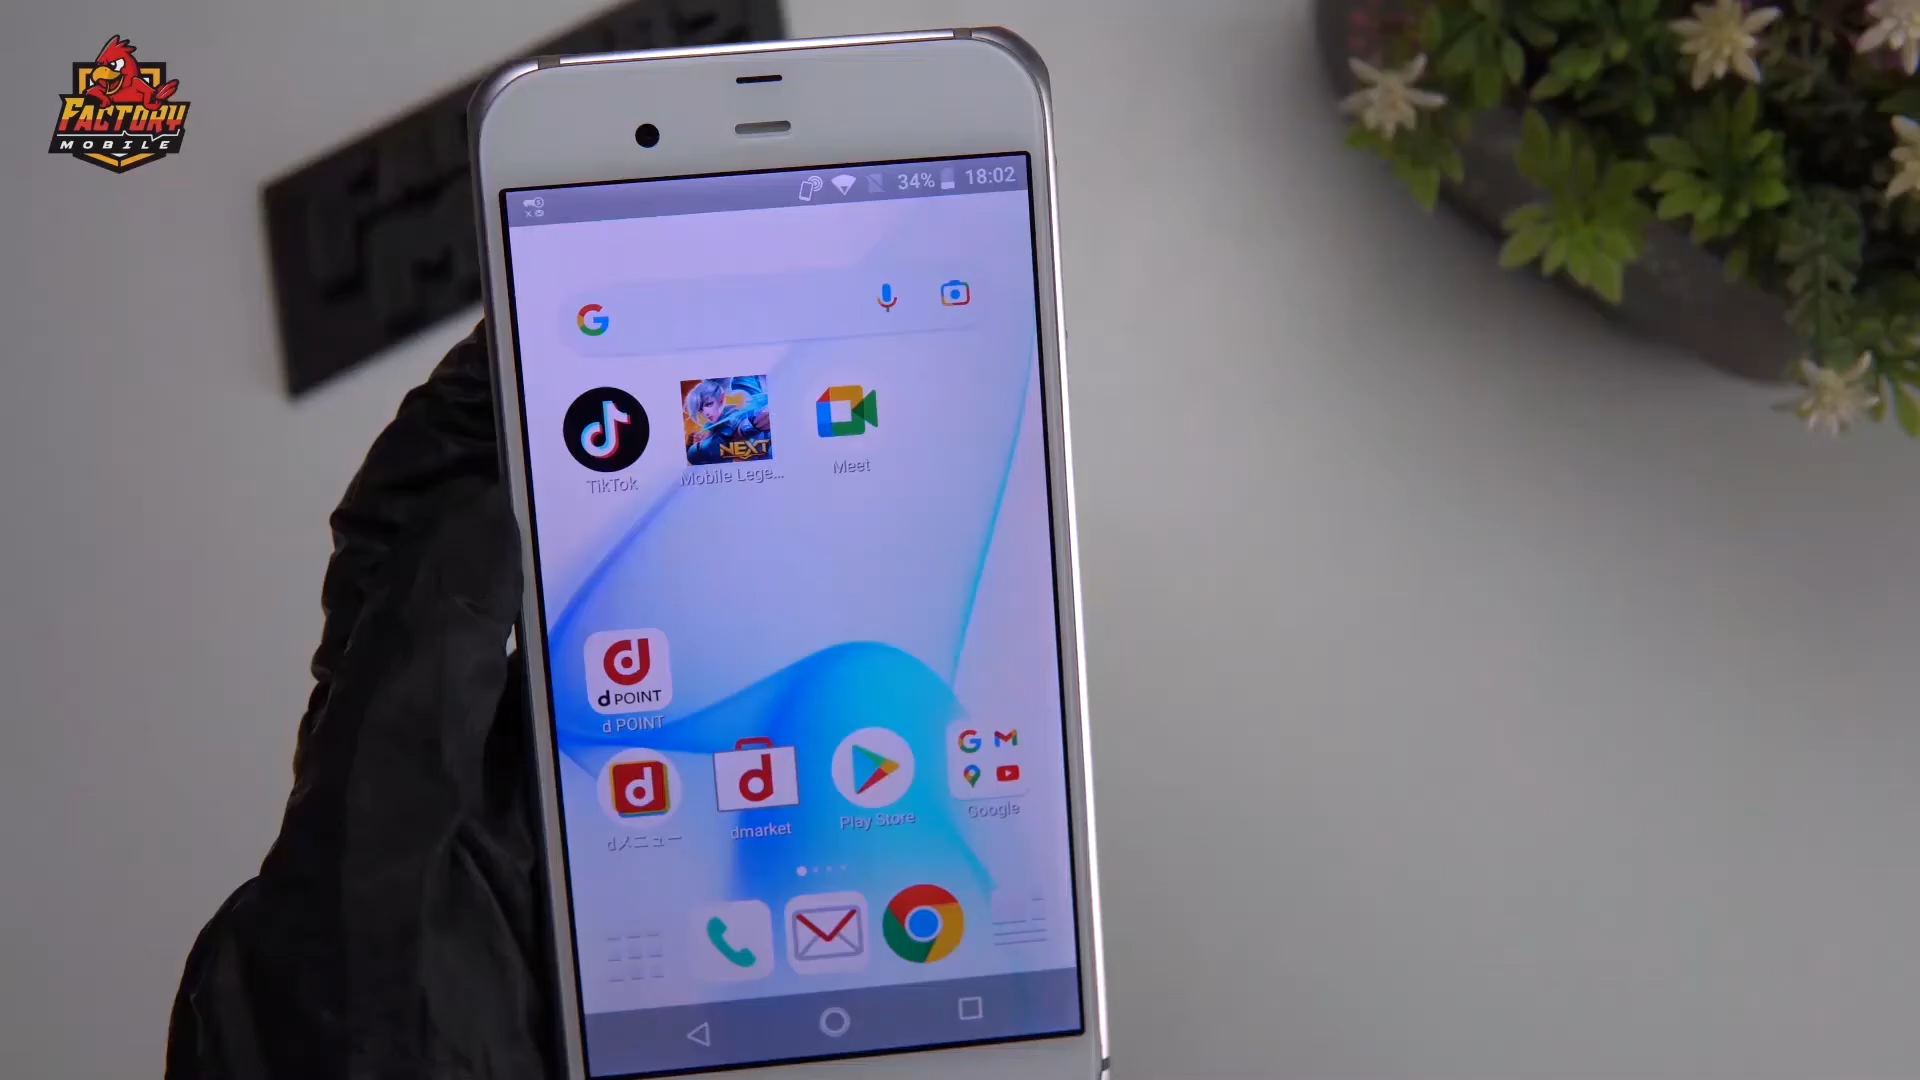 FACTORY
MOBILE
34% 18:02
NEXT
TikTok
Mobile Lege...
Meet
d POINT
d POINT
dメニュー
dmarket
Play Store
Google